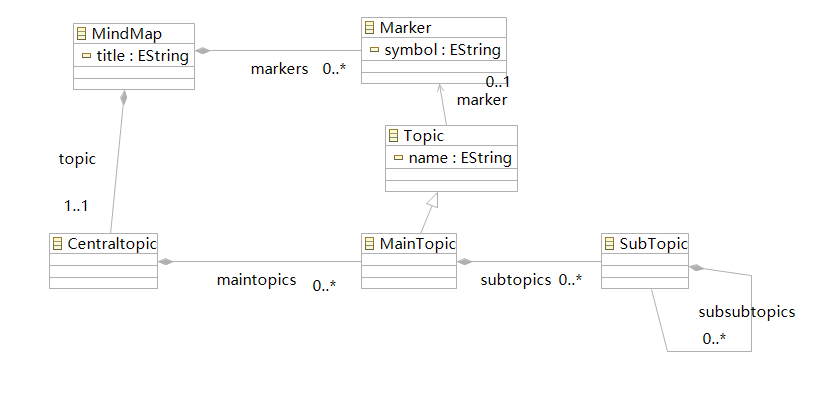 MindMap
title : EString
Marker
symbol : EString
markers 0..*
0..1
marker
Topic
name : EString
topic
1..1
Centraltopic
MainTopic
SubTopic
maintopics 0..*
subtopics 0..*
subsubtopics
0..*